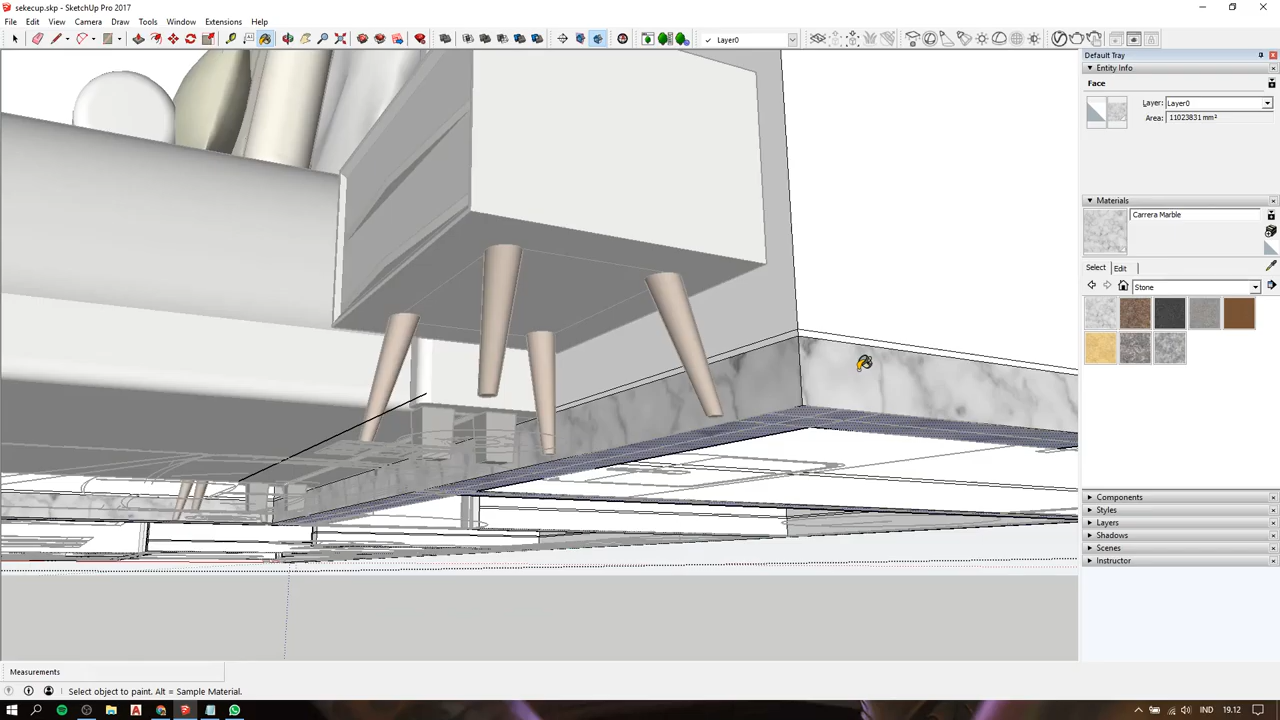 sekecup.skp - SketchUp Pro 2017
File Edit View Camera Draw Tools Window Extensions Help
Layer0
Default Tray
Entity Info
Face
Layer: Layer0
Area: 11023831 mm²
Materials
Carrera Marble
Select Edit
Stone
Components
Styles
Layers
Shadows
Scenes
Instructor
Measurements
Select object to paint. Alt = Sample Material.
IND 19.12